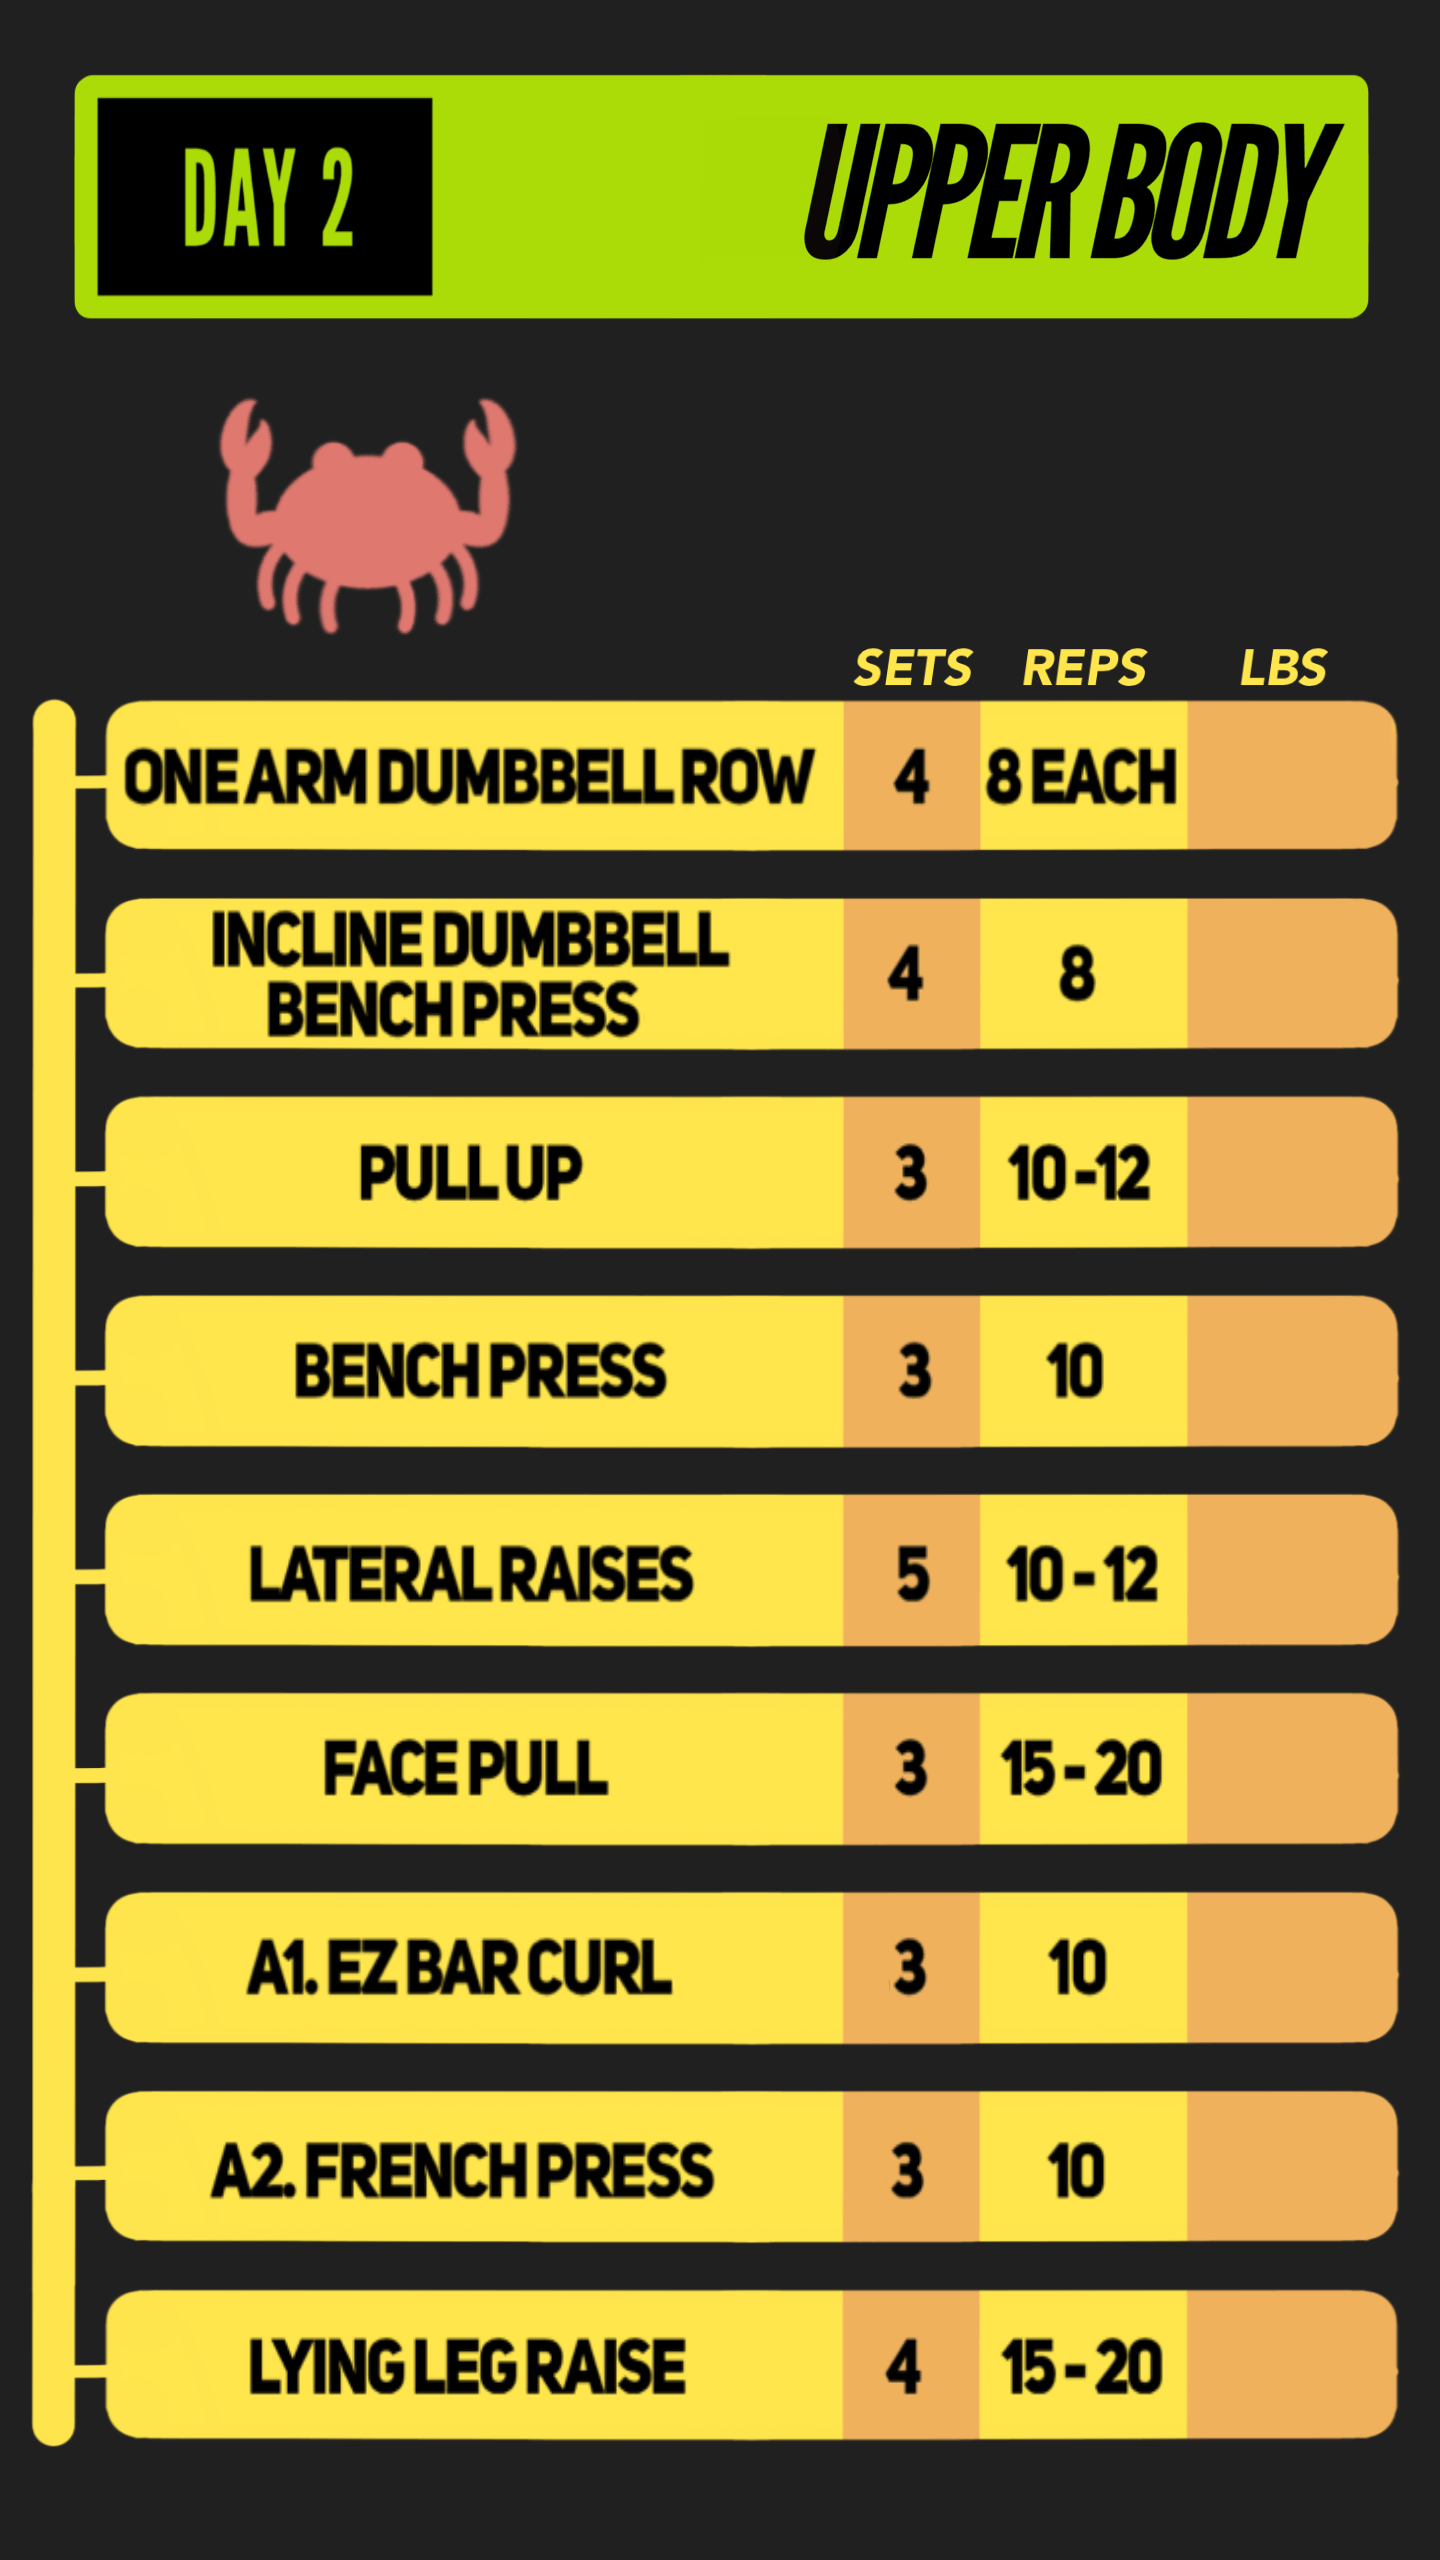 DAY 2
UPPER BODY
SETS REPS LBS
ONE ARM DUMBBELL ROW 4 8 EACH
INCLINE DUMBBELL
BENCH PRESS 4 8
PULL UP 3 10-12
BENCH PRESS 3 10
LATERAL RAISES 5 10 - 12
FACE PULL 3 15 - 20
A1. EZ BAR CURL 3 10
A2. FRENCH PRESS 3 10
LYING LEG RAISE 4 15 - 20